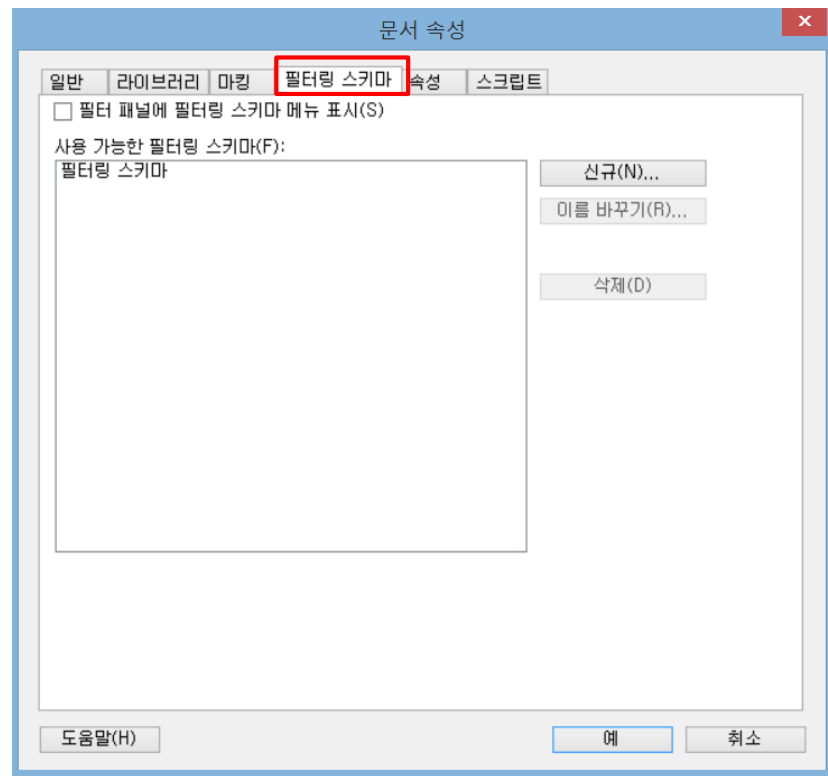 문서 속성
일반 라이브러리 마킹 필터링 스키마 속성 스크립트
필터 패널에 필터링 스키마 메뉴 표시(S)
사용 가능한 필터링 스키마(F):
필터링 스키마
신규(N)...
이름 바꾸기(R)...
삭제(D)
도움말(H) 예 취소